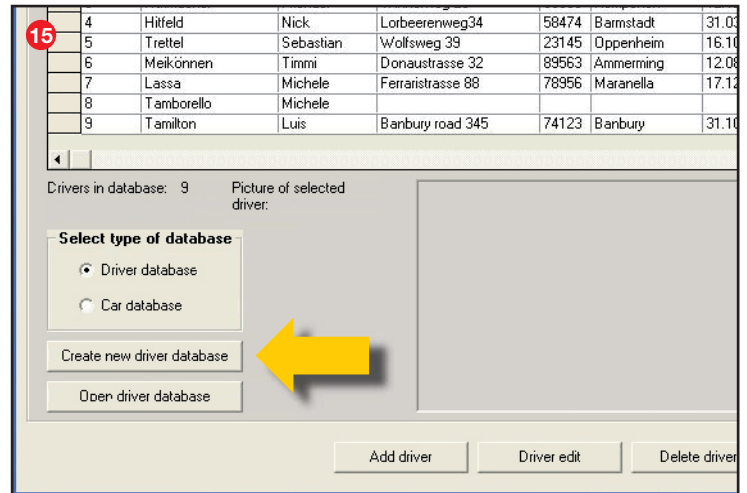 15
4 Hitfeld Nick Lorbeerenweg34 58474 Barmstadt 31.03
5 Trettel Sebastian Wolfsweg 39 23145 Oppenheim 16.10
6 Meikönnen Timmi Donaustrasse 32 89563 Ammerming 12.08
7 Lassa Michele Ferraristrasse 88 78956 Maranella 17.12
8 Tamborello Michele
9 Tamilton Luis Banbury road 345 74123 Banbury 31.10
Drivers in database: 9 Picture of selected
driver:
Select type of database
Driver database
Car database
Create new driver database
Open driver database
Add driver Driver edit Delete driver